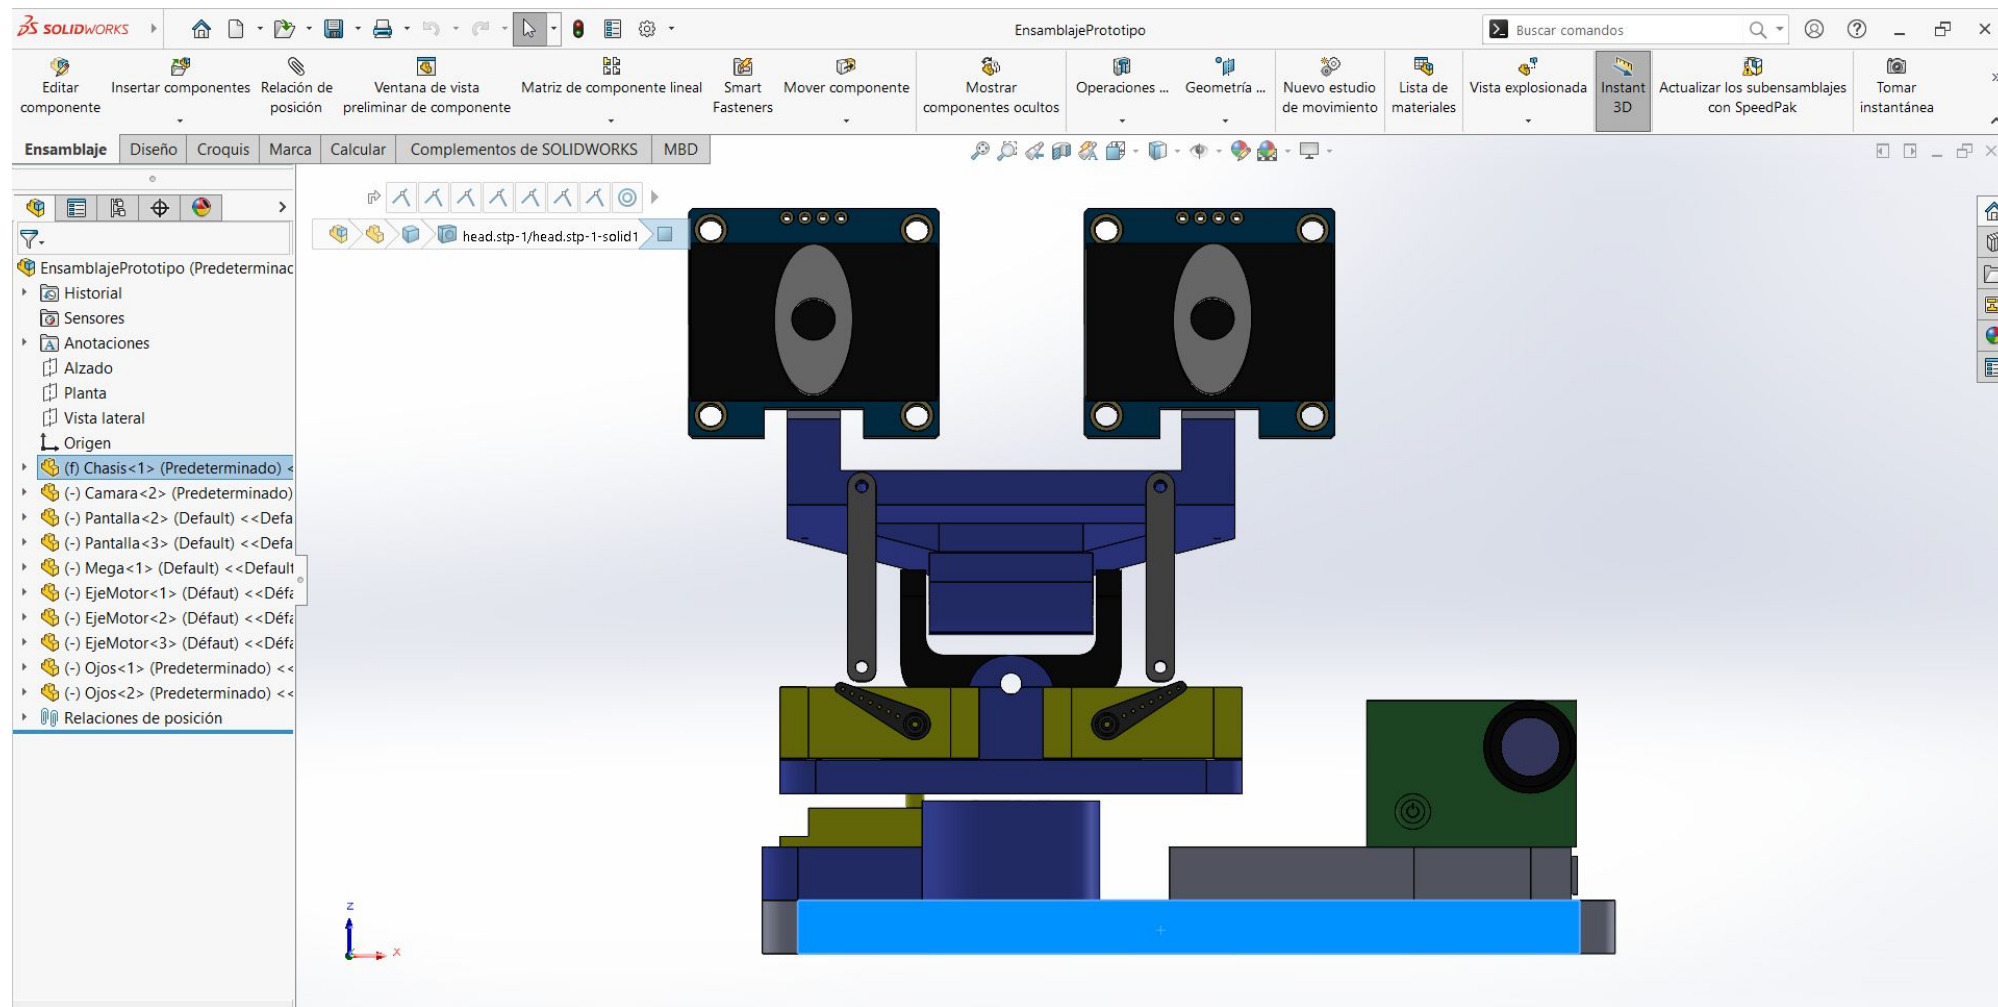 SOLIDWORKS
EnsamblajePrototipo
Buscar comandos
Editar componente
Insertar componentes
Relación de posición
Ventana de vista preliminar de componente
Matriz de componente lineal
Smart Fasteners
Mover componente
Mostrar componentes ocultos
Operaciones ...
Geometría ...
Nuevo estudio de movimiento
Lista de materiales
Vista explosionada
Instant 3D
Actualizar los subensamblajes con SpeedPak
Tomar instantánea
Ensamblaje
Diseño
Croquis
Marca
Calcular
Complementos de SOLIDWORKS
MBD
head.stp-1/head.stp-1-solid1
EnsamblajePrototipo (Predeterminac
Historial
Sensores
Anotaciones
Alzado
Planta
Vista lateral
Origen
(f) Chasis<1> (Predeterminado) <
(-) Camara<2> (Predeterminado)
(-) Pantalla<2> (Default) <<Defa
(-) Pantalla<3> (Default) <<Defa
(-) Mega<1> (Default) <<Default
(-) EjeMotor<1> (Défaut) <<Défa
(-) EjeMotor<2> (Défaut) <<Défa
(-) EjeMotor<3> (Défaut) <<Défa
(-) Ojos<1> (Predeterminado) <<
(-) Ojos<2> (Predeterminado) <<
Relaciones de posición
z
x